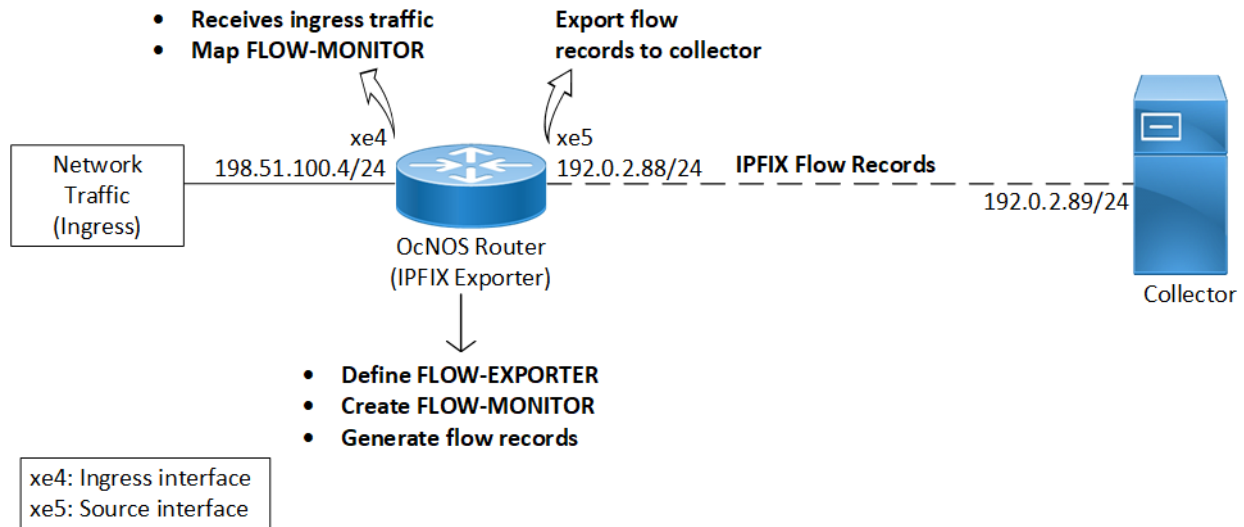 • Receives ingress traffic
• Map FLOW-MONITOR
Export flow
records to collector
xe4
xe5
Network
Traffic
(Ingress)
198.51.100.4/24
192.0.2.88/24
IPFIX Flow Records
192.0.2.89/24
OcNOS Router
(IPFIX Exporter)
Collector
• Define FLOW-EXPORTER
• Create FLOW-MONITOR
• Generate flow records
xe4: Ingress interface
xe5: Source interface